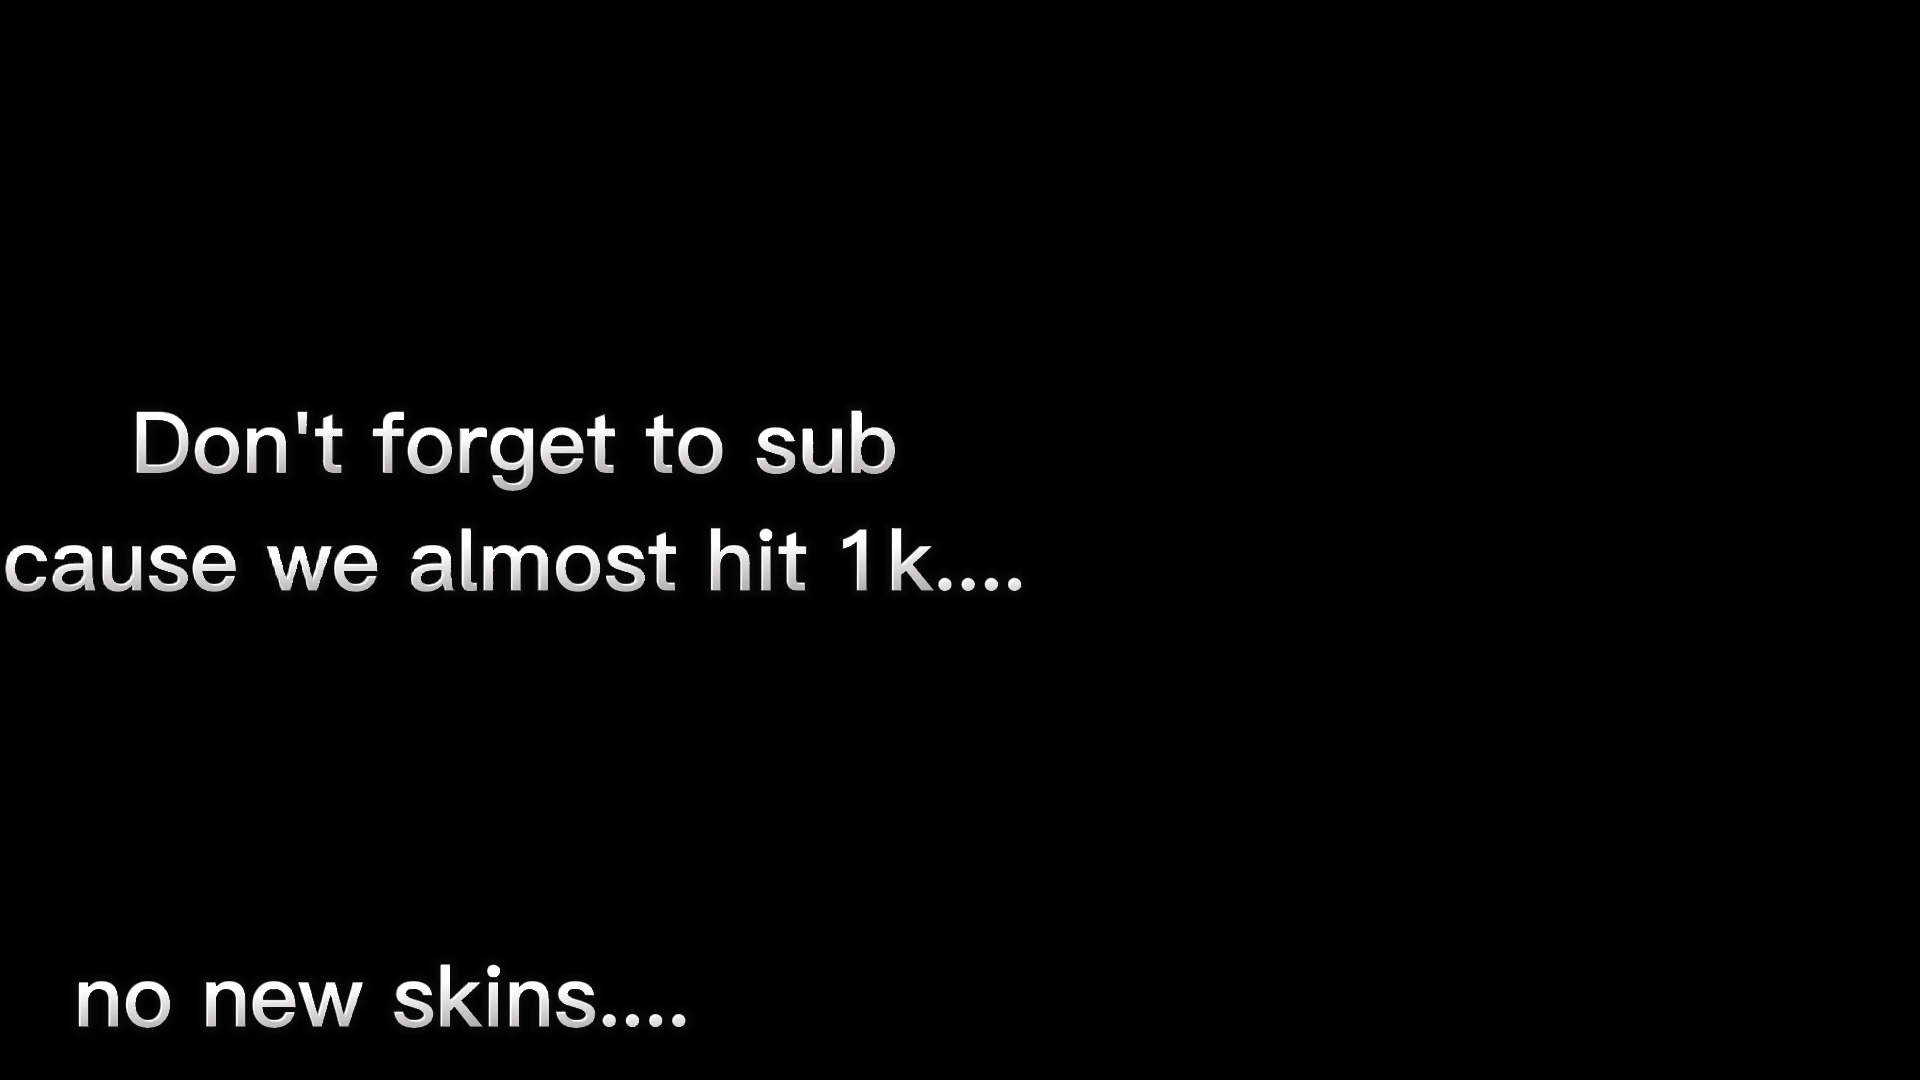 Don't forget to sub
cause we almost hit 1k....
no new skins....